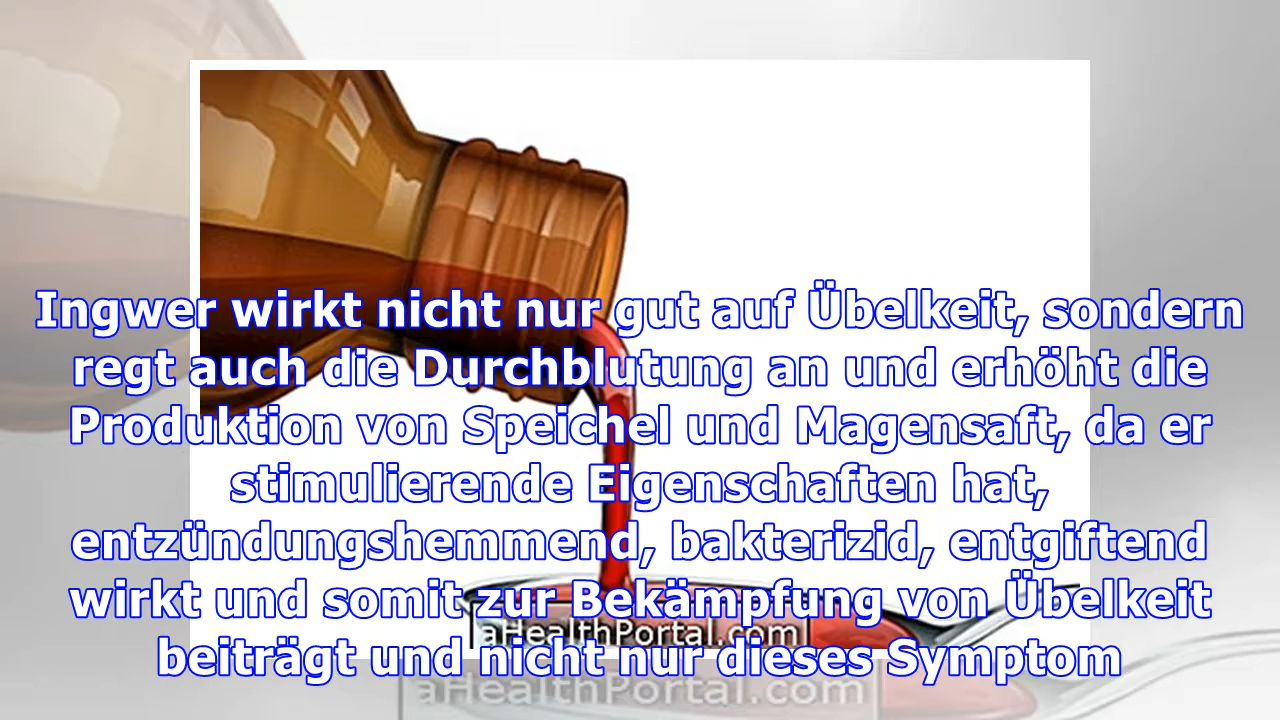 Ingwer wirkt nicht nur gut auf Übelkeit, sondern
regt auch die Durchblutung an und erhöht die
Produktion von Speichel und Magensaft, da er
stimulierende Eigenschaften hat,
entzündungshemmend, bakterizid, entgiftend
wirkt und somit zur Bekämpfung von Übelkeit
aHealthPortal.com
beiträgt und nicht nur dieses Symptom
aHealthPortal.com